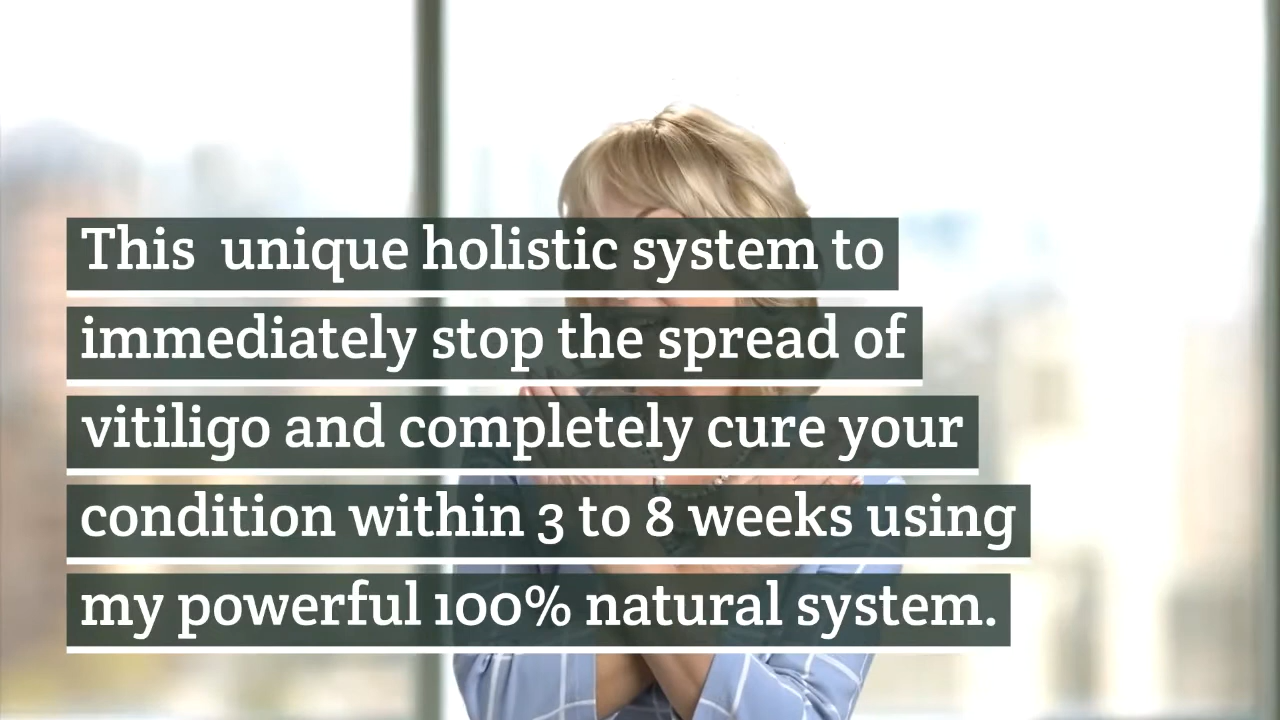 This  unique holistic system to
immediately stop the spread of
vitiligo and completely cure your
condition within 3 to 8 weeks using
my powerful 100% natural system.